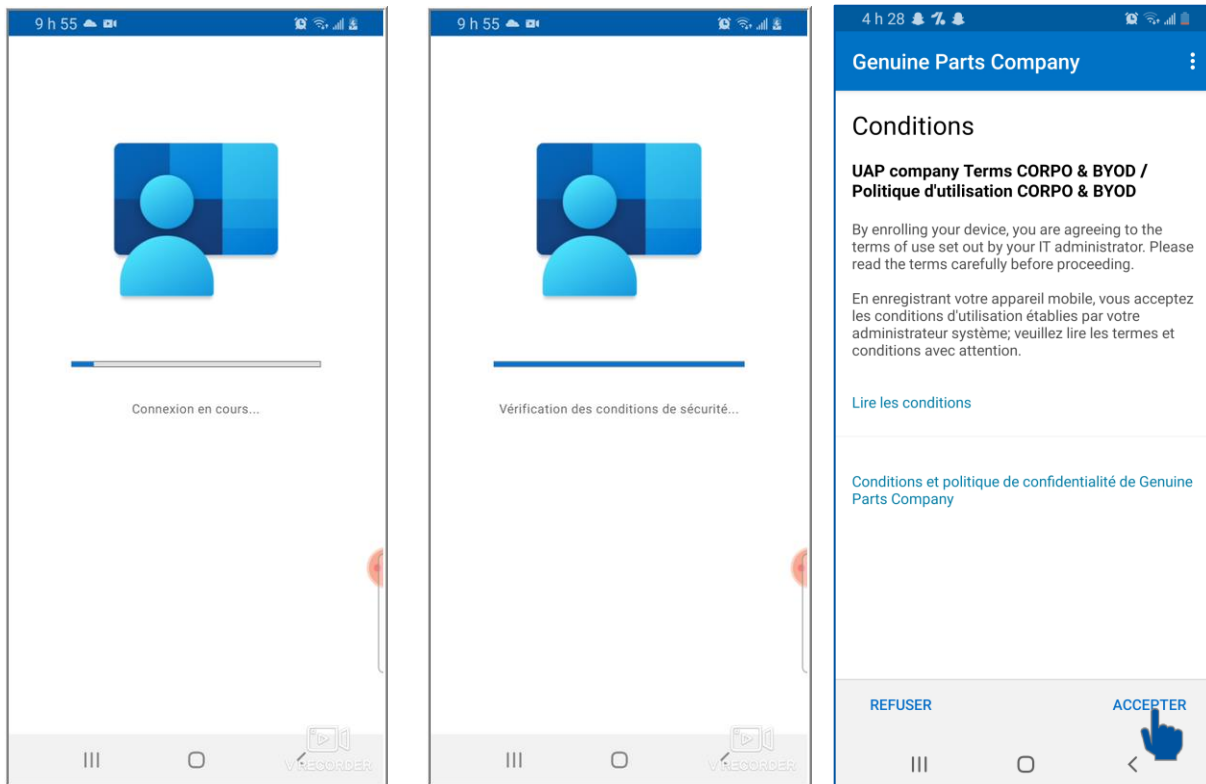 9 h 55
Connexion en cours...
V RECORDER
9 h 55
Vérification des conditions de sécurité...
V RECORDER
4 h 28
Genuine Parts Company
Conditions
UAP company Terms CORPO & BYOD /
Politique d'utilisation CORPO & BYOD
By enrolling your device, you are agreeing to the
terms of use set out by your IT administrator. Please
read the terms carefully before proceeding.
En enregistrant votre appareil mobile, vous acceptez
les conditions d'utilisation établies par votre
administrateur système; veuillez lire les termes et
conditions avec attention.
Lire les conditions
Conditions et politique de confidentialité de Genuine
Parts Company
REFUSER
ACCEPTER